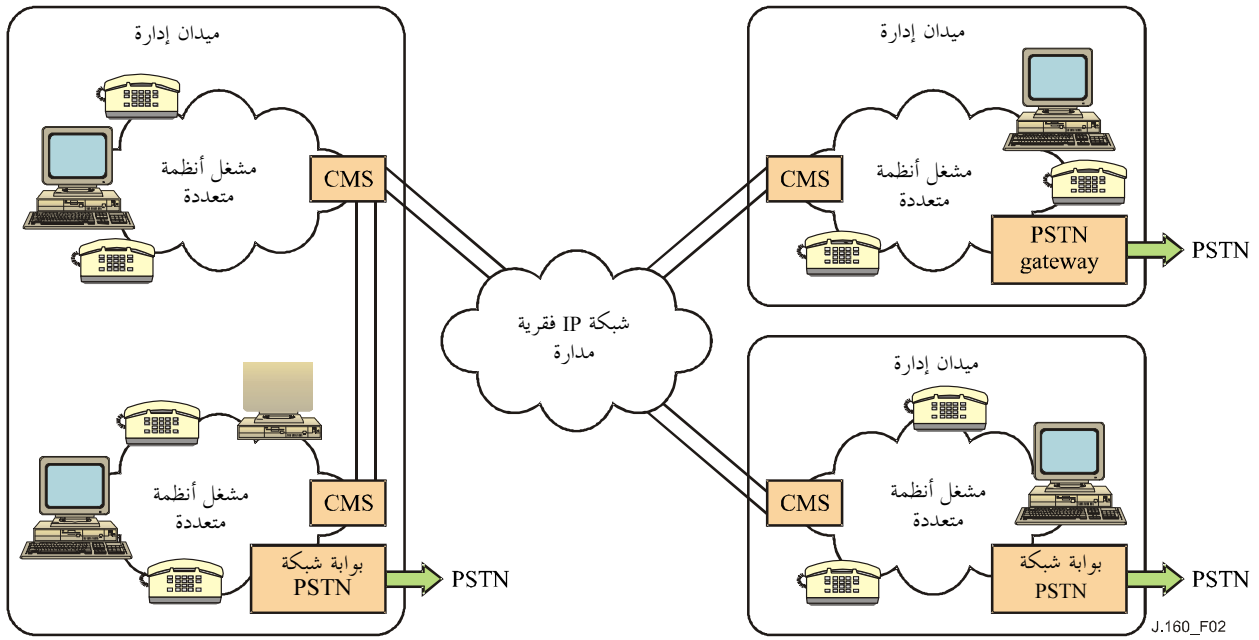 ميدان إدارة
مشغل أنظمة
متعددة
CMS
مشغل أنظمة
متعددة
CMS
بوابة شبكة
PSTN
PSTN
شبكة IP فقرية
مدارة
ميدان إدارة
CMS
مشغل أنظمة
متعددة
PSTN
gateway
PSTN
ميدان إدارة
CMS
مشغل أنظمة
متعددة
بوابة شبكة
PSTN
PSTN
J.160_F02